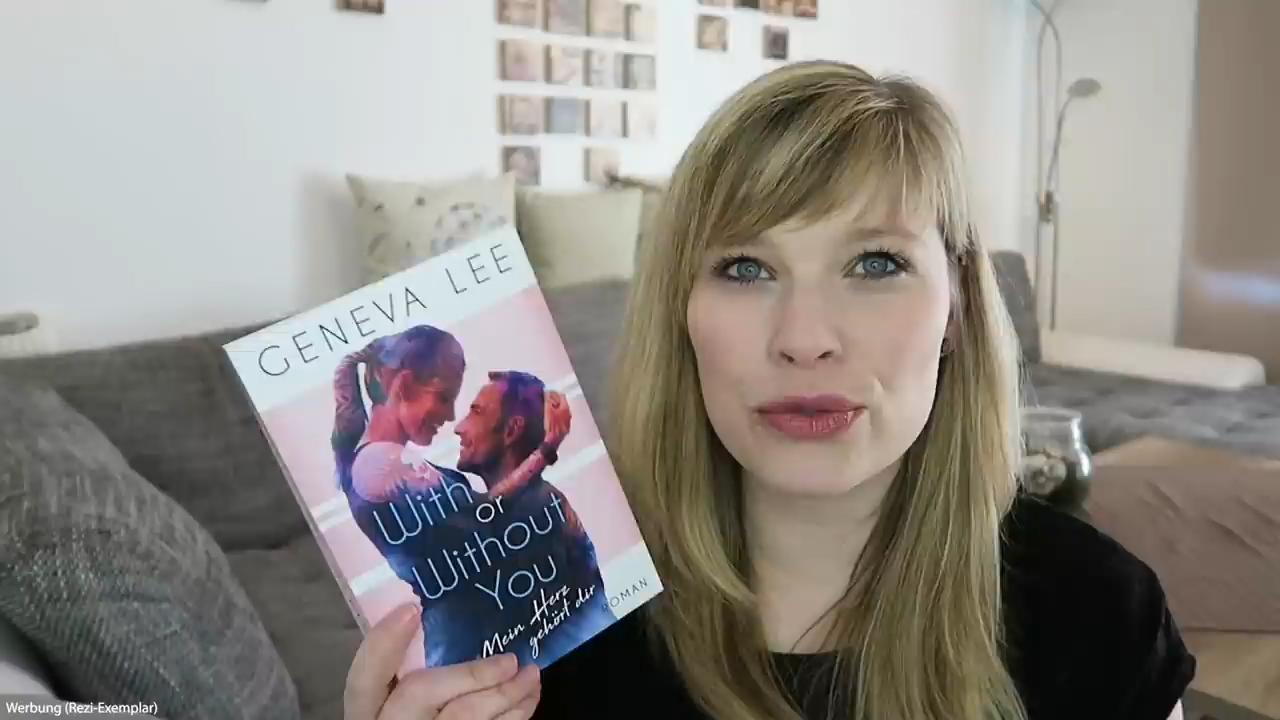 GENEVA LEE
With
or
Without
You
Mein Herz
gehört dir
ROMAN
Werbung (Rezi-Exemplar)